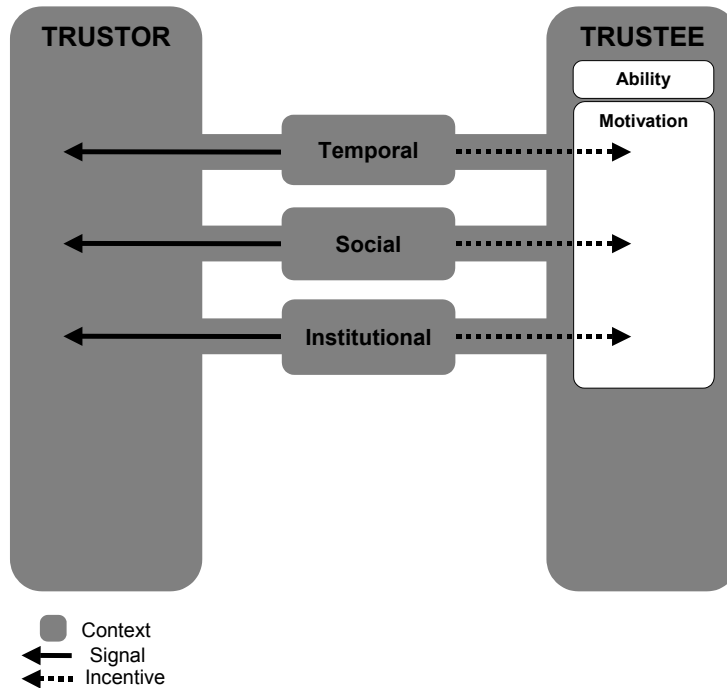 TRUSTOR
TRUSTEE
Ability
Motivation
Temporal
Social
Institutional
Context
Signal
Incentive